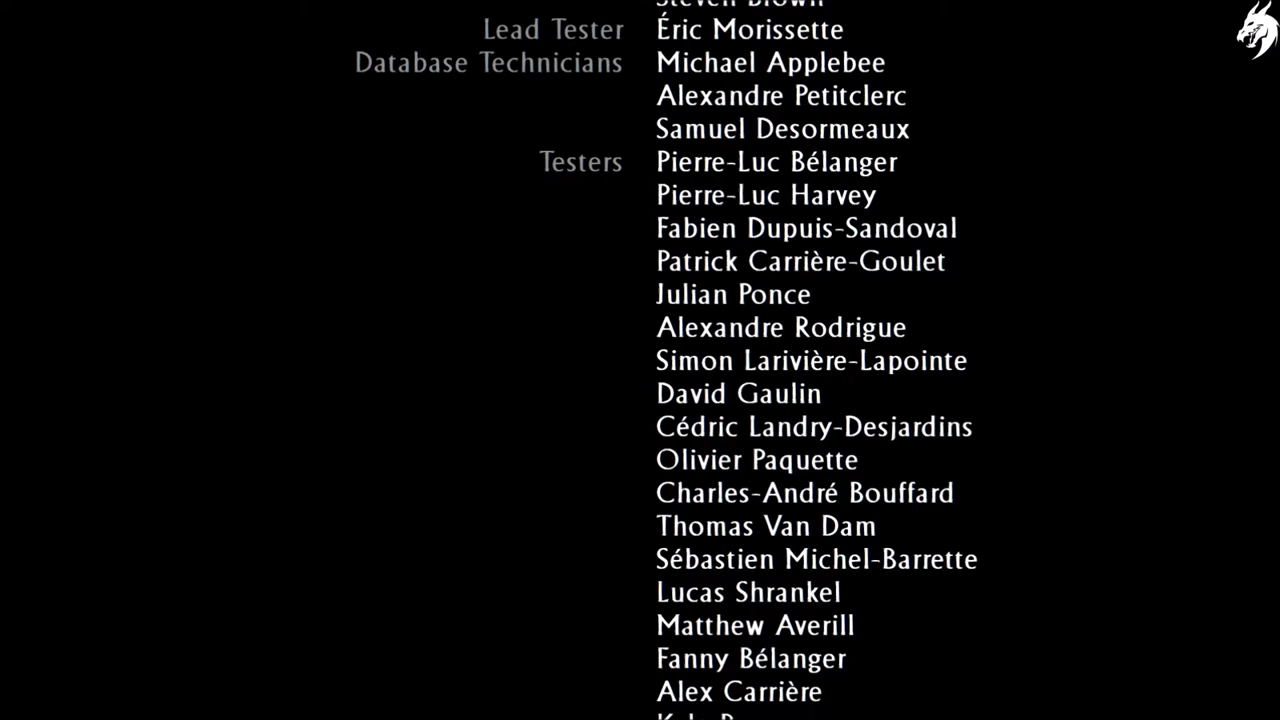 Steven Brown
Lead Tester Éric Morissette
Database Technicians Michael Applebee
Alexandre Petitclerc
Samuel Desormeaux
Testers Pierre-Luc Bélanger
Pierre-Luc Harvey
Fabien Dupuis-Sandoval
Patrick Carrière-Goulet
Julian Ponce
Alexandre Rodrigue
Simon Larivière-Lapointe
David Gaulin
Cédric Landry-Desjardins
Olivier Paquette
Charles-André Bouffard
Thomas Van Dam
Sébastien Michel-Barrette
Lucas Shrankel
Matthew Averill
Fanny Bélanger
Alex Carrière